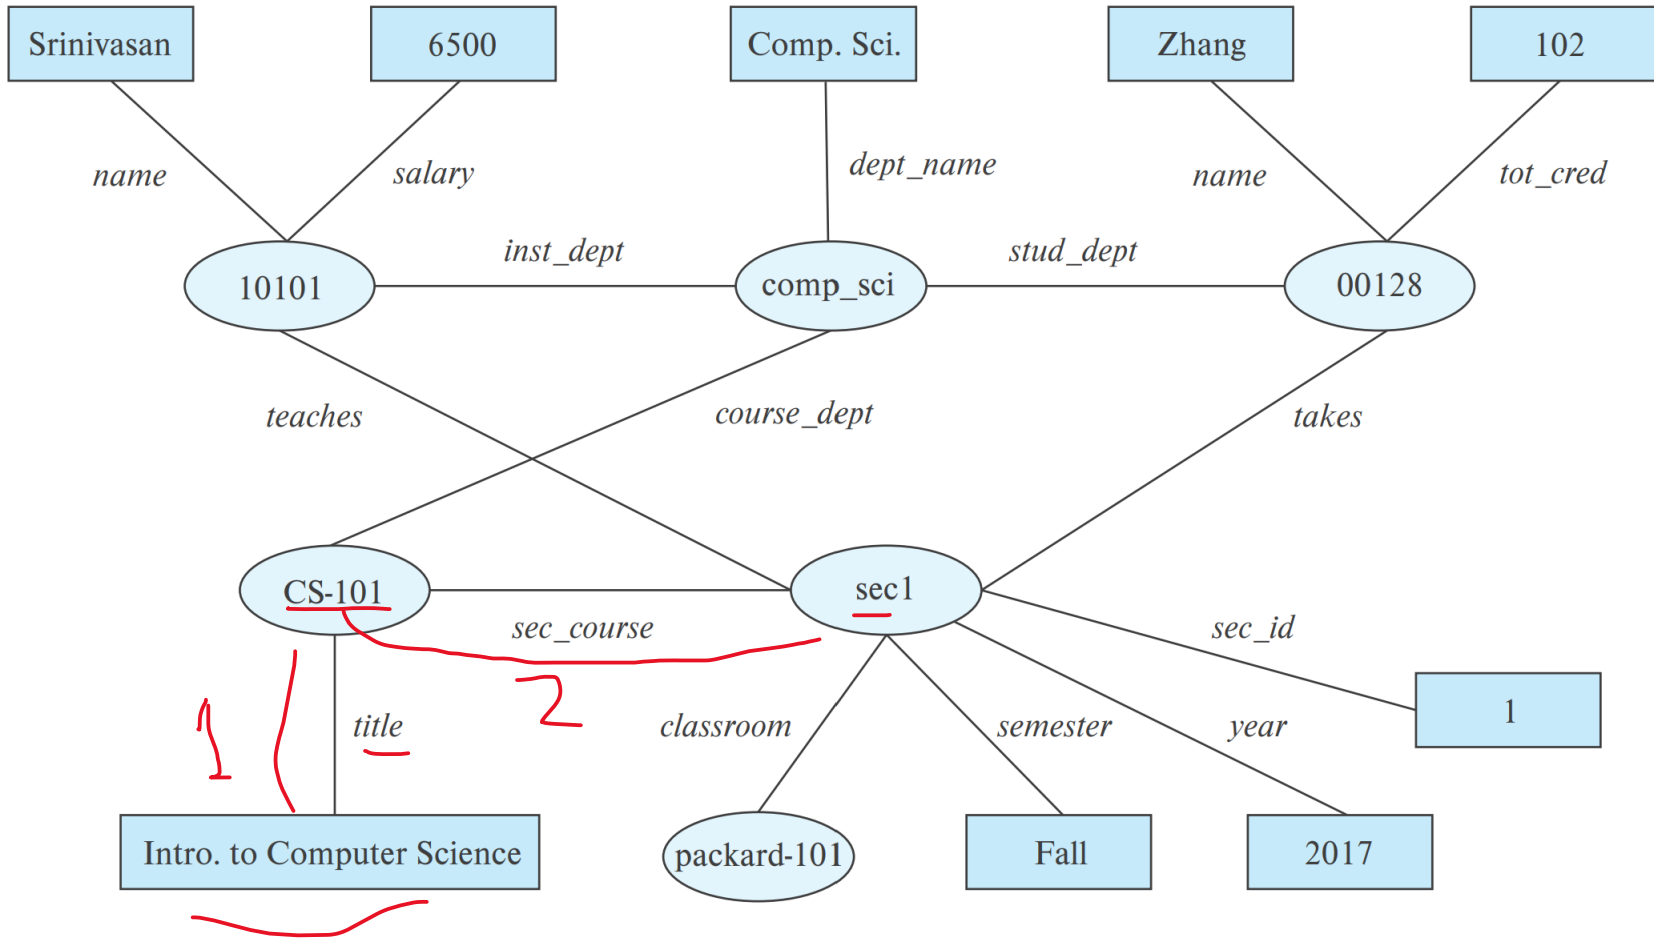 Srinivasan 6500 Comp. Sci. Zhang 102
name salary dept_name name tot_cred
inst_dept stud_dept
10101 comp_sci 00128
teaches course_dept takes
CS-101 sec1
sec_course sec_id
1 2 title classroom semester year 1
Intro. to Computer Science packard-101 Fall 2017